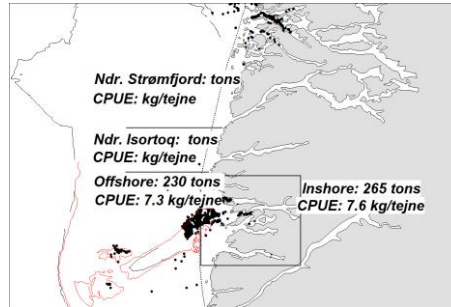 Ndr. Strømfjord: tons
CPUE: kg/tejne
Ndr. Isortoq: tons
CPUE: kg/tejne
Offshore: 230 tons
CPUE: 7.3 kg/tejne
Inshore: 265 tons
CPUE: 7.6 kg/tejne